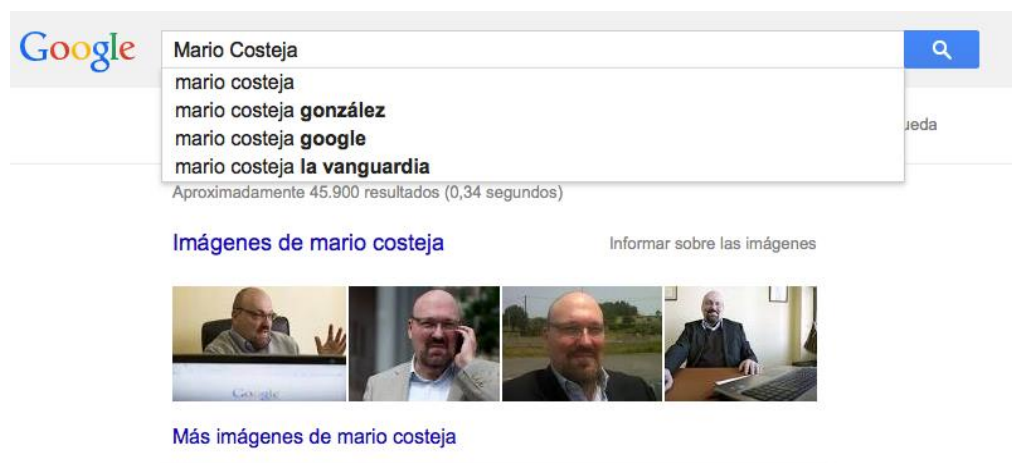 Google Mario Costeja
mario costeja
mario costeja gonzález
mario costeja google
mario costeja la vanguardia
ueda
Aproximadamente 45.900 resultados (0,34 segundos)
Imágenes de mario costeja Informar sobre las imágenes
Google
Más imágenes de mario costeja